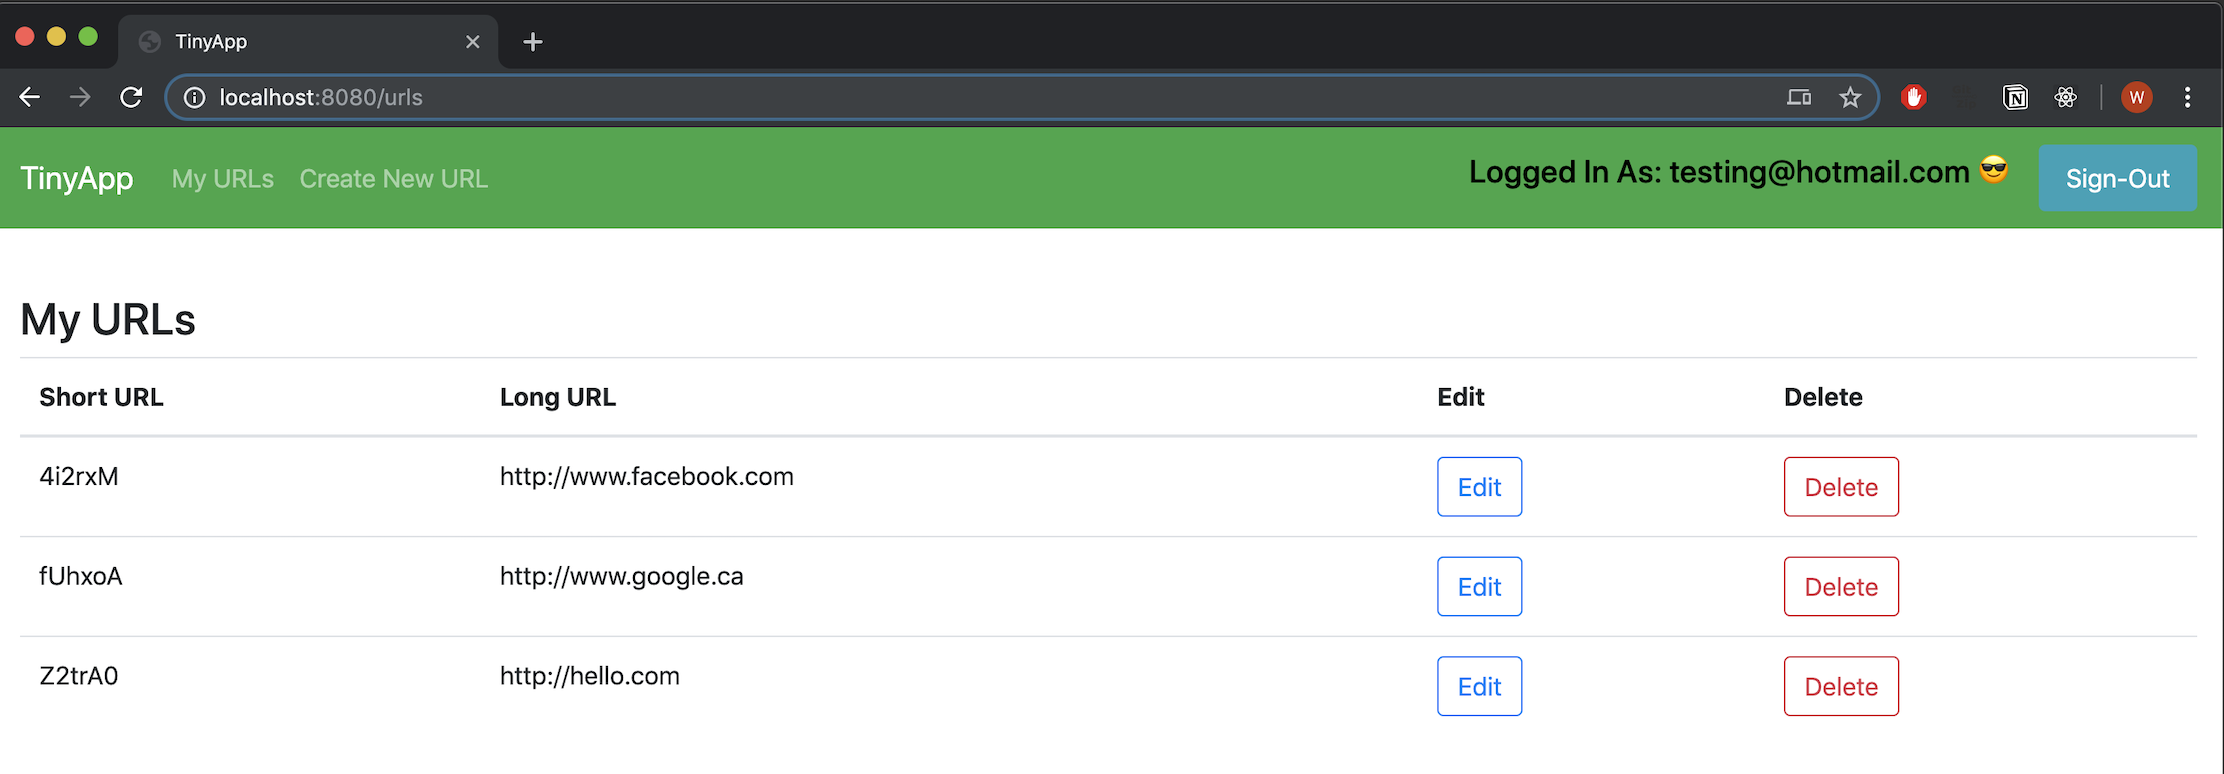 TinyApp
localhost:8080/urls
W
TinyApp My URLs Create New URL Logged In As: testing@hotmail.com 😎 Sign-Out
My URLs
Short URL Long URL Edit Delete
4i2rxM http://www.facebook.com Edit Delete
fUhxoA http://www.google.ca Edit Delete
Z2trA0 http://hello.com Edit Delete